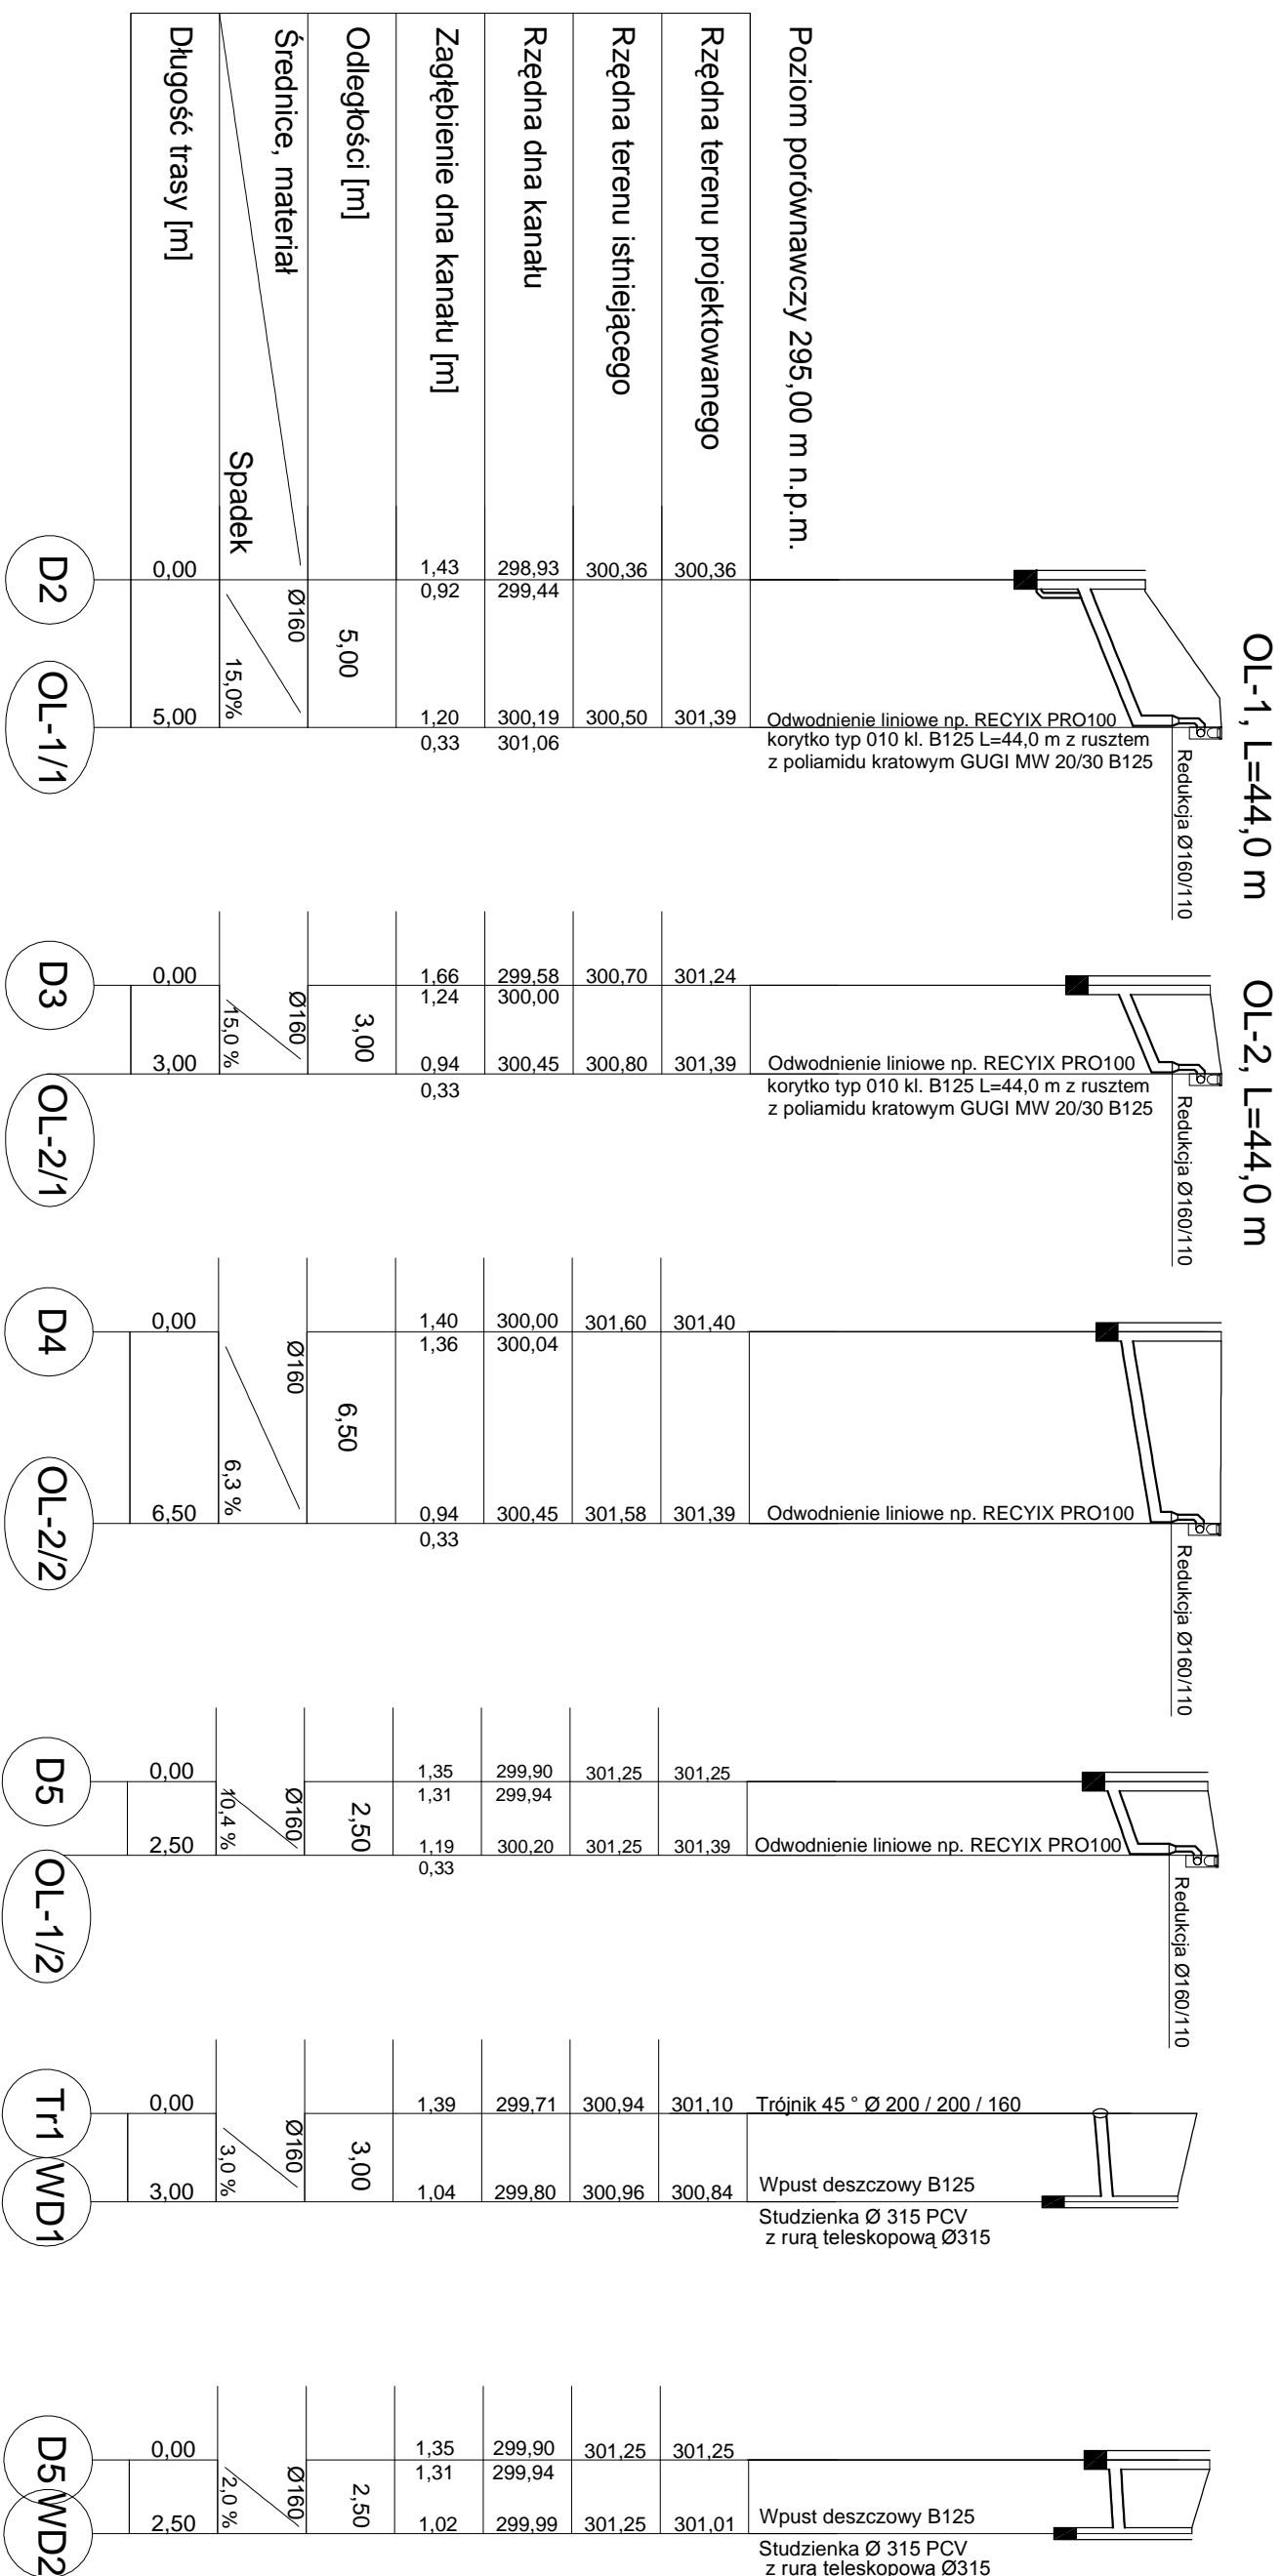 OL-1, L=44,0 m
OL-2, L=44,0 m
Poziom porównawczy 295,00 m n.p.m.
Rzędna terenu projektowanego
Rzędna terenu istniejącego
Rzędna dna kanału
Zagłębienie dna kanału [m]
Odległości [m]
Średnice, materiał
Spadek
Długość trasy [m]
Redukcja Ø160/110
Odwodnienie liniowe np. RECYIX PRO100
korytko typ 010 kl. B125 L=44,0 m z rusztem
z poliamidu kratowym GUGI MW 20/30 B125
300,36
301,39
300,36
300,50
298,93
299,44
300,19
301,06
1,43
0,92
1,20
0,33
5,00
Ø160
15,0%
0,00
5,00
D2
OL-1/1
Redukcja Ø160/110
Odwodnienie liniowe np. RECYIX PRO100
korytko typ 010 kl. B125 L=44,0 m z rusztem
z poliamidu kratowym GUGI MW 20/30 B125
301,24
301,39
300,70
300,80
299,58
300,00
300,45
1,66
1,24
0,94
0,33
3,00
Ø160
15,0 %
0,00
3,00
D3
OL-2/1
Redukcja Ø160/110
Odwodnienie liniowe np. RECYIX PRO100
301,40
301,39
301,60
301,58
300,00
300,04
300,45
1,40
1,36
0,94
0,33
6,50
Ø160
6,3 %
0,00
6,50
D4
OL-2/2
Redukcja Ø160/110
Odwodnienie liniowe np. RECYIX PRO100
301,25
301,39
301,25
301,25
299,90
299,94
300,20
1,35
1,31
1,19
0,33
2,50
Ø160
10,4 %
0,00
2,50
D5
OL-1/2
Trójnik 45 ° Ø 200 / 200 / 160
Wpust deszczowy B125
Studzienka Ø 315 PCV
z rurą teleskopową Ø315
301,10
300,84
300,94
300,96
299,71
299,80
1,39
1,04
3,00
Ø160
3,0 %
0,00
3,00
Tr1
WD1
Wpust deszczowy B125
Studzienka Ø 315 PCV
z rurą teleskopową Ø315
301,25
301,01
301,25
301,25
299,90
299,94
299,99
1,35
1,31
1,02
2,50
Ø160
2,0 %
0,00
2,50
D5
WD2